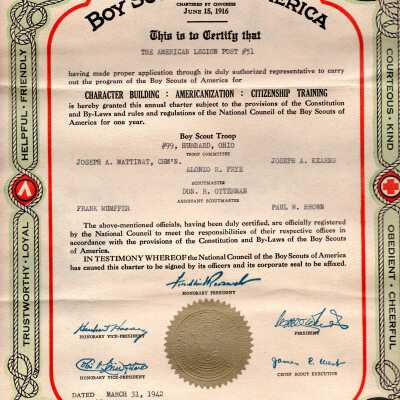 BOY SCOUTS OF AMERICA
CHARTERED BY CONGRESS
JUNE 15, 1916
This is to Certify that
THE AMERICAN LEGION POST #51
having made proper application through its duly authorized representative to carry
out the program of the Boy Scouts of America for
CHARACTER BUILDING : AMERICANIZATION : CITIZENSHIP TRAINING
is hereby granted this annual charter subject to the provisions of the Constitution
and By-Laws and rules and regulations of the National Council of the Boy Scouts
of America for one year.
Boy Scout Troop
#99, HUBBARD, OHIO
TROOP COMMITTEE
JOSEPH A. WATTINAT, CHM'N. JOSEPH A. KEARNS
ALONZO R. FRYE
SCOUTMASTER
DON. R. OTTERMAN
ASSISTANT SCOUTMASTER
FRANK WUMPFER PAUL W. BROWN
The above-mentioned officials, having been duly certified, are officially registered
by the National Council to meet the responsibilities of their respective offices in
accordance with the provisions of the Constitution and By-Laws of the Boy Scouts
of America.
IN TESTIMONY WHEREOF the National Council of the Boy Scouts of America
has caused this charter to be signed by its officers and its corporate seal to be affixed.
HONORARY PRESIDENT
Herbert Hoover
HONORARY VICE-PRESIDENT
PRESIDENT
HONORARY VICE-PRESIDENT
James E. West
CHIEF SCOUT EXECUTIVE
DATED MARCH 31, 1942
HELPFUL · FRIENDLY
TRUSTWORTHY · LOYAL
COURTEOUS · KIND
OBEDIENT · CHEERFUL